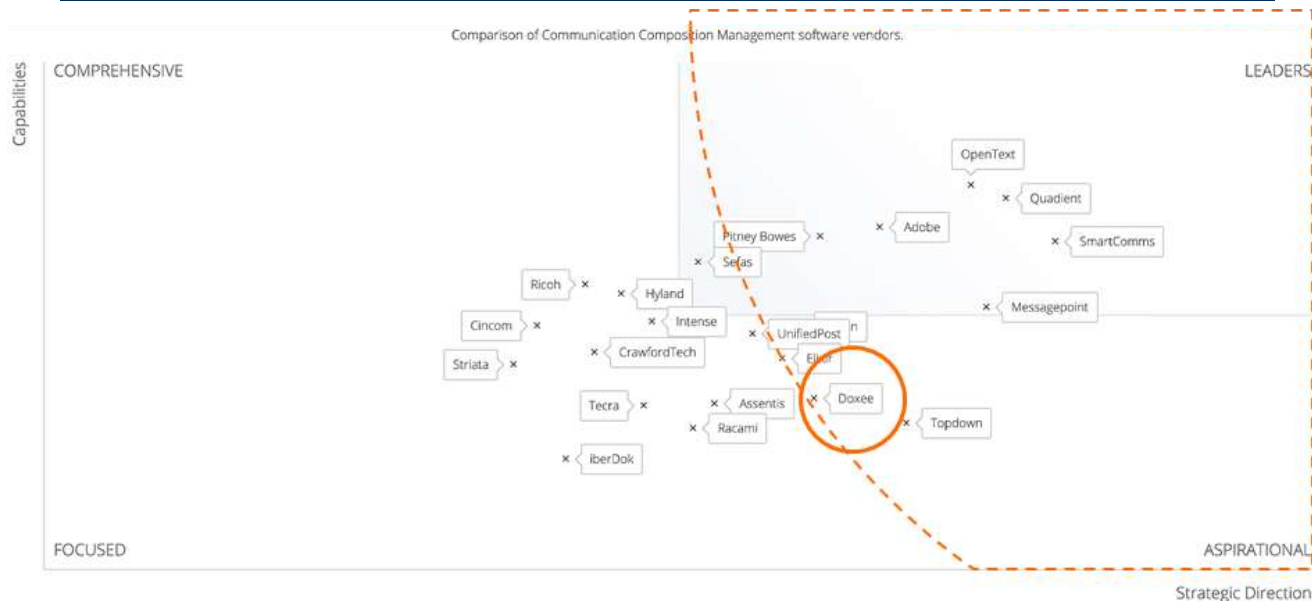 Comparison of Communication Composition Management software vendors.
Capabilities
COMPREHENSIVE
LEADERS
OpenText
Quadient
Adobe
Pitney Bowes
SmartComms
Sefas
Ricoh
Hyland
Messagepoint
Intense
Cincom
UnifiedPost
CrawfordTech
Striata
Doxee
Tecra
Assentis
Topdown
Racami
iberDok
FOCUSED
ASPIRATIONAL
Strategic Direction